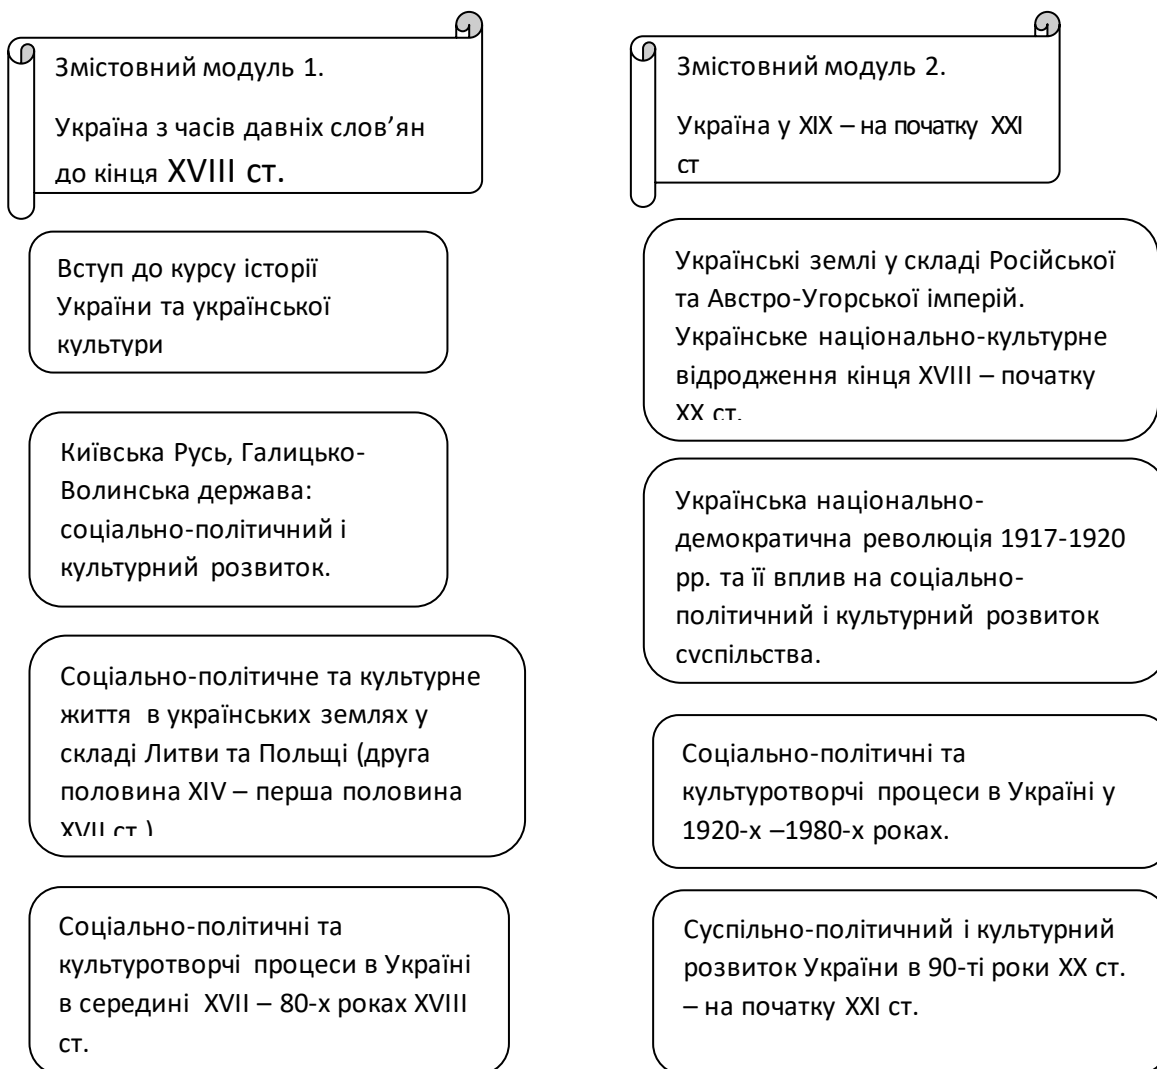 Змістовний модуль 1.
Україна з часів давніх слов’ян
до кінця XVIII ст.
Вступ до курсу історії
України та української
культури
Київська Русь, Галицько-
Волинська держава:
соціально-політичний і
культурний розвиток.
Соціально-політичне та культурне
життя в українських землях у
складі Литви та Польщі (друга
половина XIV – перша половина
XVII ст.)
Соціально-політичні та
культуротворчі процеси в Україні
в середині XVII – 80-х роках XVIII
ст.
Змістовний модуль 2.
Україна у XIX – на початку XXI
ст
Українські землі у складі Російської
та Австро-Угорської імперій.
Українське національно-культурне
відродження кінця XVIII – початку
XX ст.
Українська національно-
демократична революція 1917-1920
рр. та її вплив на соціально-
політичний і культурний розвиток
суспільства.
Соціально-політичні та
культуротворчі процеси в Україні у
1920-х –1980-х роках.
Суспільно-політичний і культурний
розвиток України в 90-ті роки XX ст.
– на початку XXI ст.